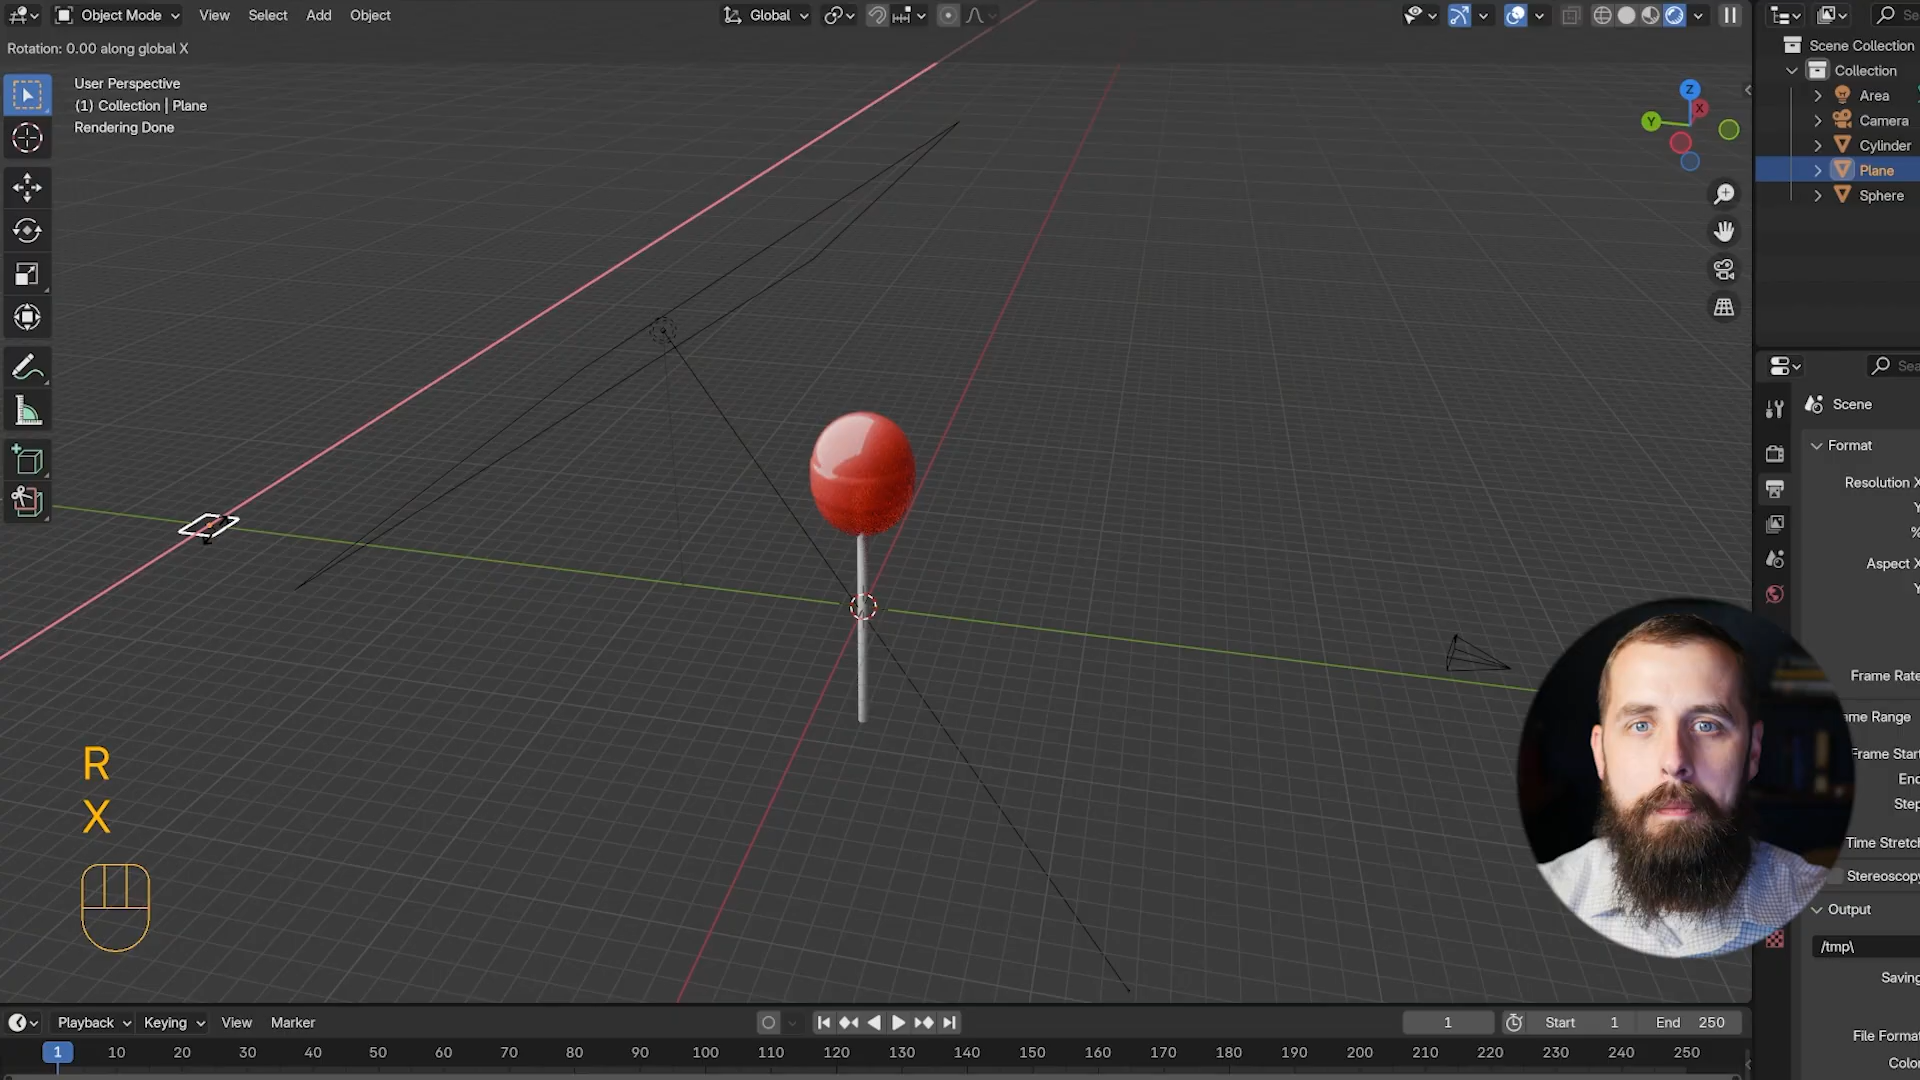 Object Mode View Select Add Object Global
Rotation: 0.00 along global X
User Perspective
(1) Collection | Plane
Rendering Done
Z
X
Y
Scene Collection
Collection
Area
Camera
Cylinder
Plane
Sphere
Sea
Scene
Format
Resolution X
Y
%
Aspect X
Y
Frame Rate
me Range
Frame Start
End
Step
Time Stretch
Stereoscopy
Output
/tmp\
Saving
File Format
Color
R
X
Playback Keying View Marker 1 Start 1 End 250
1 10 20 30 40 50 60 70 80 90 100 110 120 130 140 150 160 170 180 190 200 210 220 230 240 250